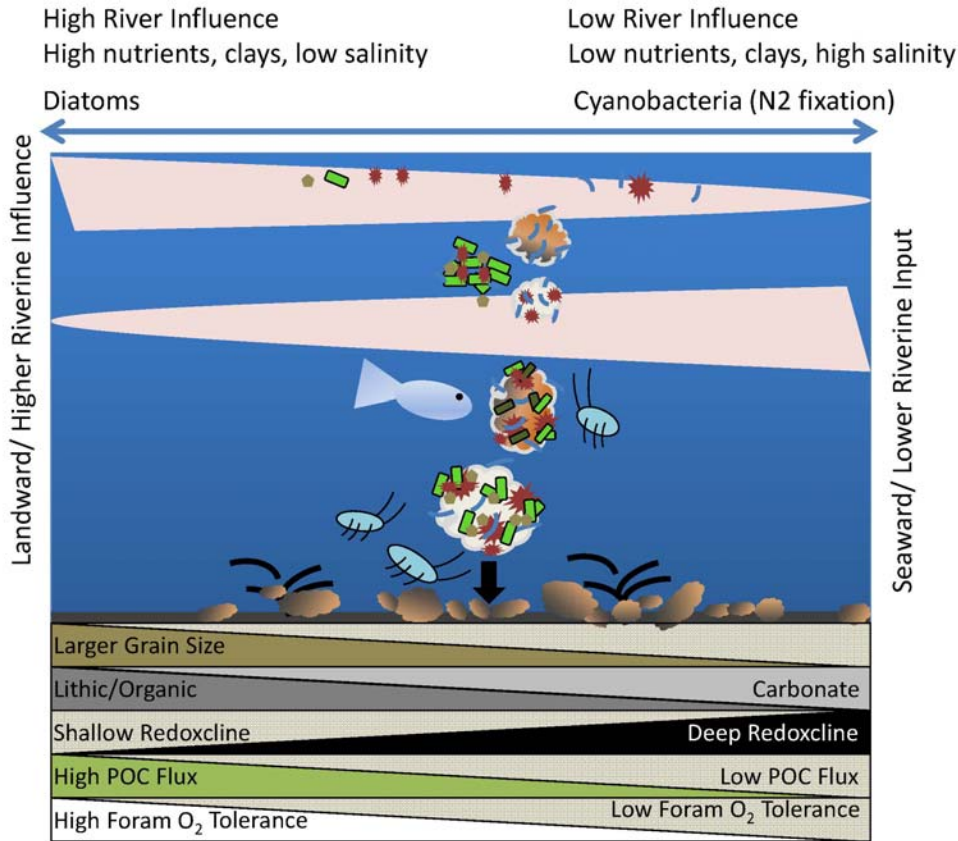 High River Influence
High nutrients, clays, low salinity
Diatoms
Low River Influence
Low nutrients, clays, high salinity
Cyanobacteria (N2 fixation)
Landward/ Higher Riverine Influence
Seaward/ Lower Riverine Input
Larger Grain Size
Lithic/Organic
Carbonate
Shallow Redoxcline
Deep Redoxcline
High POC Flux
Low POC Flux
High Foram O₂ Tolerance
Low Foram O₂ Tolerance